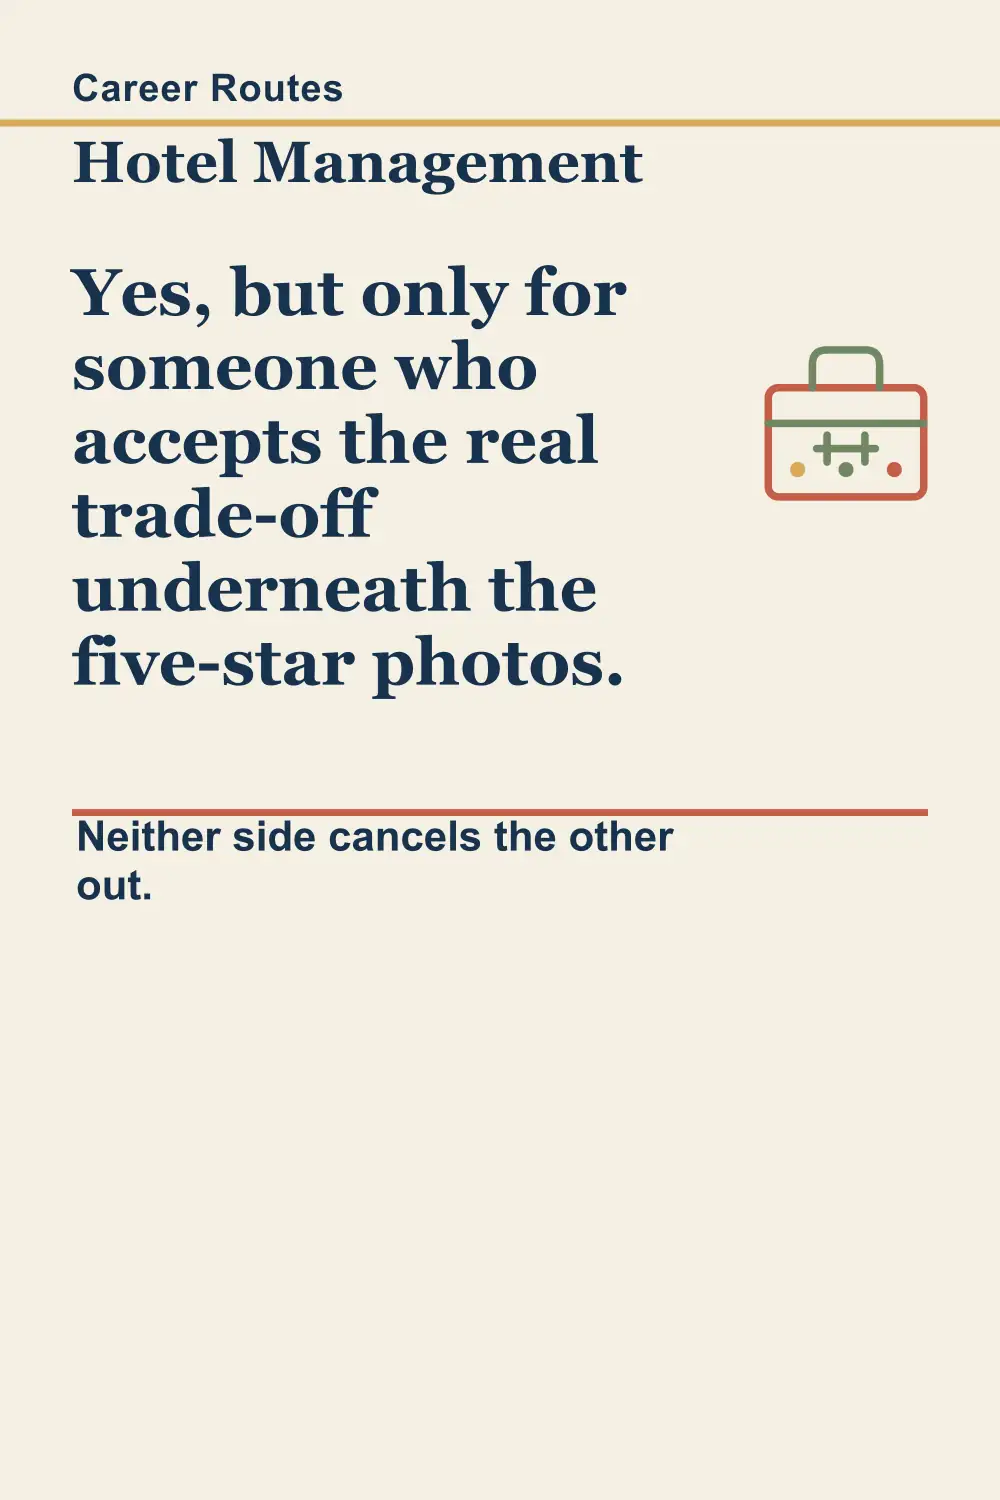 Career Routes
Hotel Management
Yes, but only for
someone who
accepts the real
trade-off
underneath the
five-star photos.
Neither side cancels the other
out.